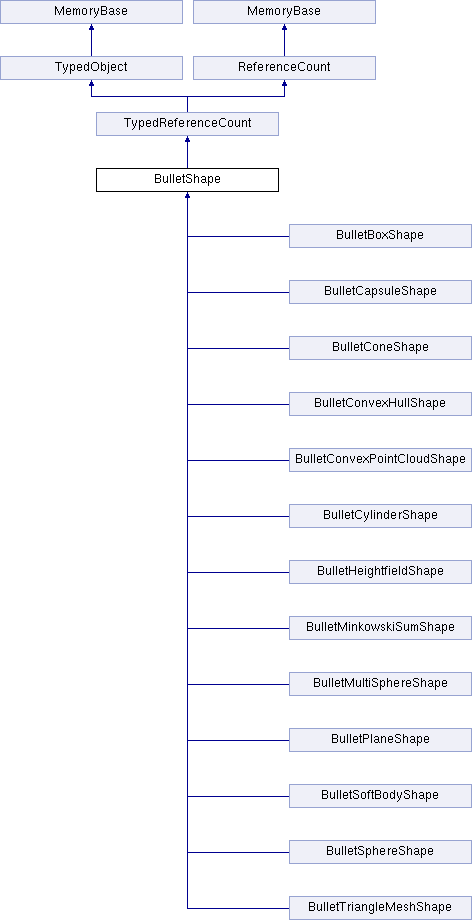 MemoryBase
MemoryBase
TypedObject
ReferenceCount
TypedReferenceCount
BulletShape
BulletBoxShape
BulletCapsuleShape
BulletConeShape
BulletConvexHullShape
BulletConvexPointCloudShape
BulletCylinderShape
BulletHeightfieldShape
BulletMinkowskiSumShape
BulletMultiSphereShape
BulletPlaneShape
BulletSoftBodyShape
BulletSphereShape
BulletTriangleMeshShape